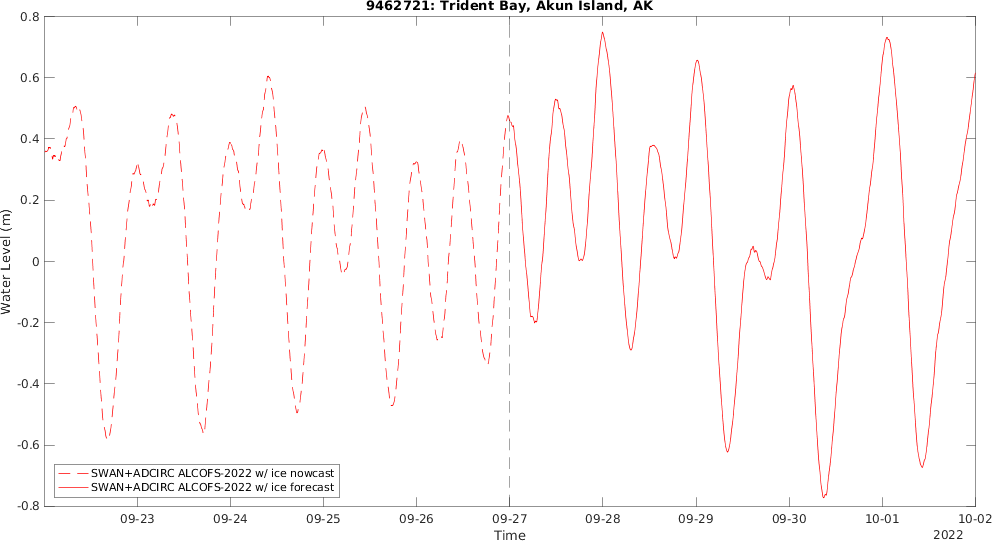 9462721: Trident Bay, Akun Island, AK
0.8
0.6
0.4
0.2
0
-0.2
-0.4
-0.6
-0.8
Water Level (m)
SWAN+ADCIRC ALCOFS-2022 w/ ice nowcast
SWAN+ADCIRC ALCOFS-2022 w/ ice forecast
09-23 09-24 09-25 09-26 09-27 09-28 09-29 09-30 10-01 10-02
Time
2022